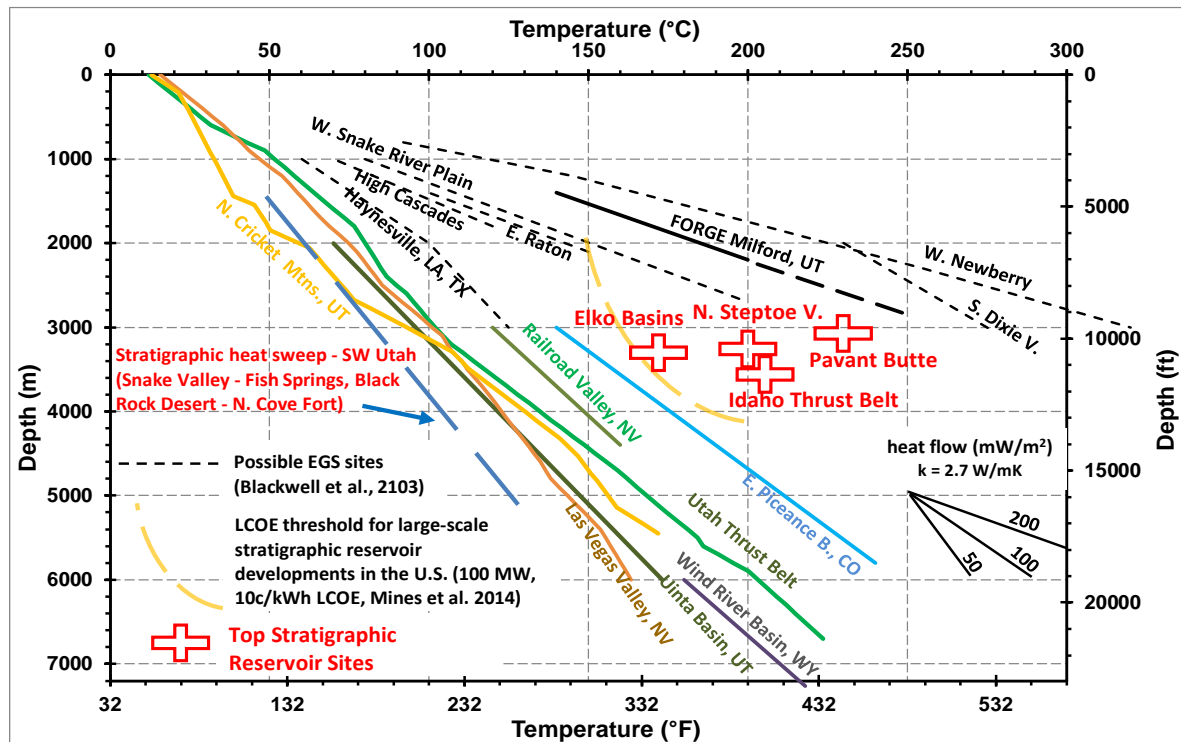 Temperature (°C)
0 50 100 150 200 250 300
Depth (m)
0
1000
2000
3000
4000
5000
6000
7000
Depth (ft)
0
5000
10000
15000
20000
W. Snake River Plain
High Cascades
Haynesville, LA, TX
E. Raton
FORGE Milford, UT
W. Newberry
S. Dixie V.
N. Cricket Mtns., UT
Elko Basins
N. Steptoe V.
Pavant Butte
Idaho Thrust Belt
Railroad Valley, NV
Stratigraphic heat sweep - SW Utah
(Snake Valley - Fish Springs, Black
Rock Desert - N. Cove Fort)
E. Piceance B., CO
Utah Thrust Belt
Las Vegas Valley, NV
Uinta Basin, UT
Wind River Basin, WY
heat flow (mW/m²)
k = 2.7 W/mK
200
100
50
Possible EGS sites
(Blackwell et al., 2103)
LCOE threshold for large-scale
stratigraphic reservoir
developments in the U.S. (100 MW,
10c/kWh LCOE, Mines et al. 2014)
Top Stratigraphic
Reservoir Sites
32 132 232 332 432 532
Temperature (°F)